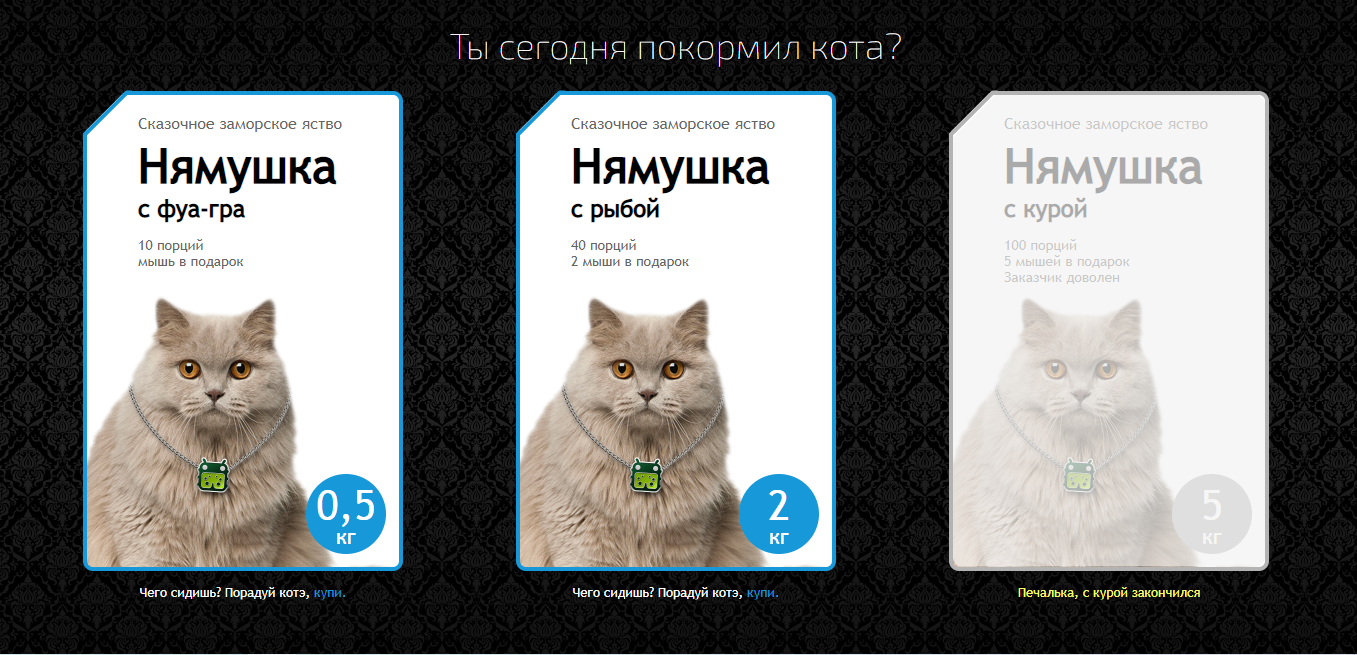 Ты сегодня покормил кота?
Сказочное заморское яство
Нямушка
с фуа-гра
10 порций
мышь в подарок
0,5
кг
Чего сидишь? Порадуй котэ, купи.
Сказочное заморское яство
Нямушка
с рыбой
40 порций
2 мыши в подарок
2
кг
Чего сидишь? Порадуй котэ, купи.
Сказочное заморское яство
Нямушка
с курой
100 порций
5 мышей в подарок
Заказчик доволен
5
кг
Печалька, с курой закончился